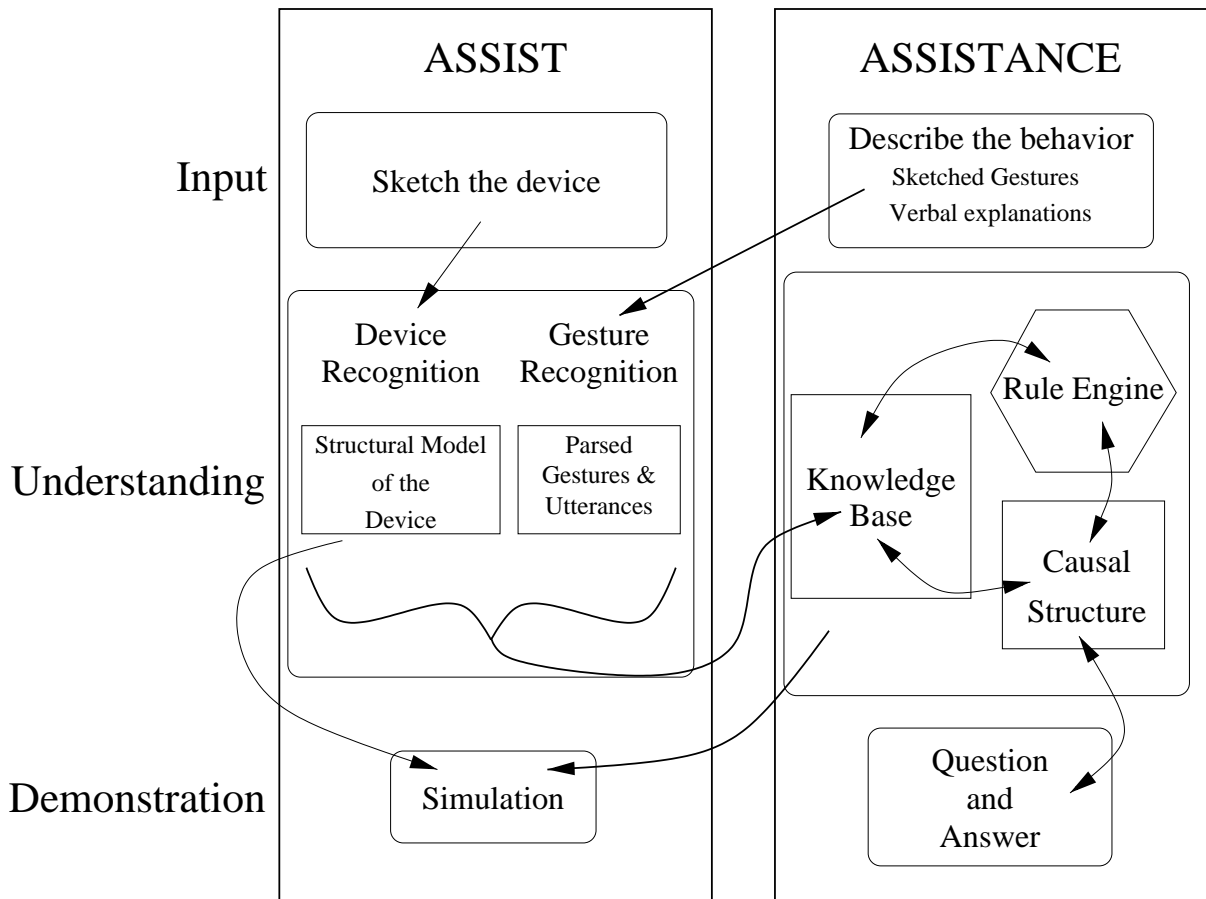 ASSIST
ASSISTANCE
Input
Sketch the device
Describe the behavior
Sketched Gestures
Verbal explanations
Understanding
Device
Recognition
Gesture
Recognition
Structural Model
of the
Device
Parsed
Gestures &
Utterances
Knowledge
Base
Rule Engine
Causal
Structure
Demonstration
Simulation
Question
and
Answer